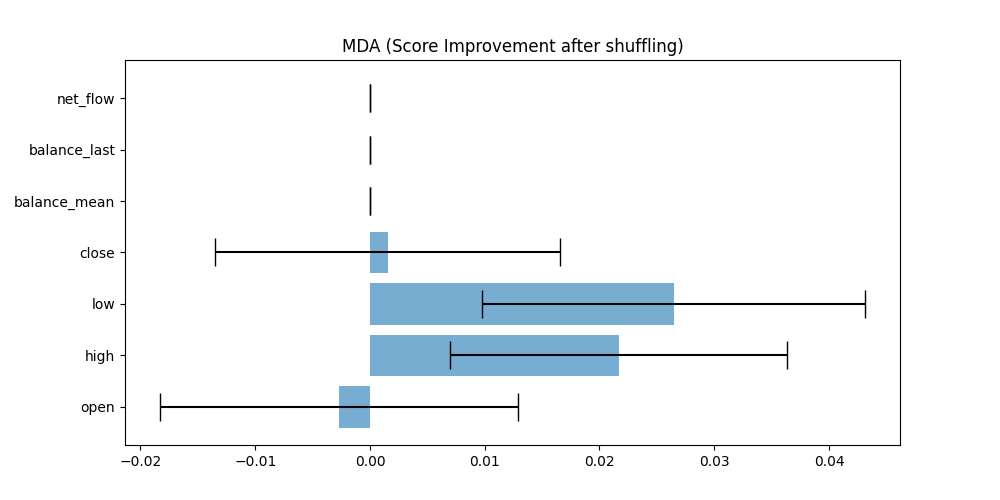 MDA (Score Improvement after shuffling)
net_flow
balance_last
balance_mean
close
low
high
open
−0.02 −0.01 0.00 0.01 0.02 0.03 0.04